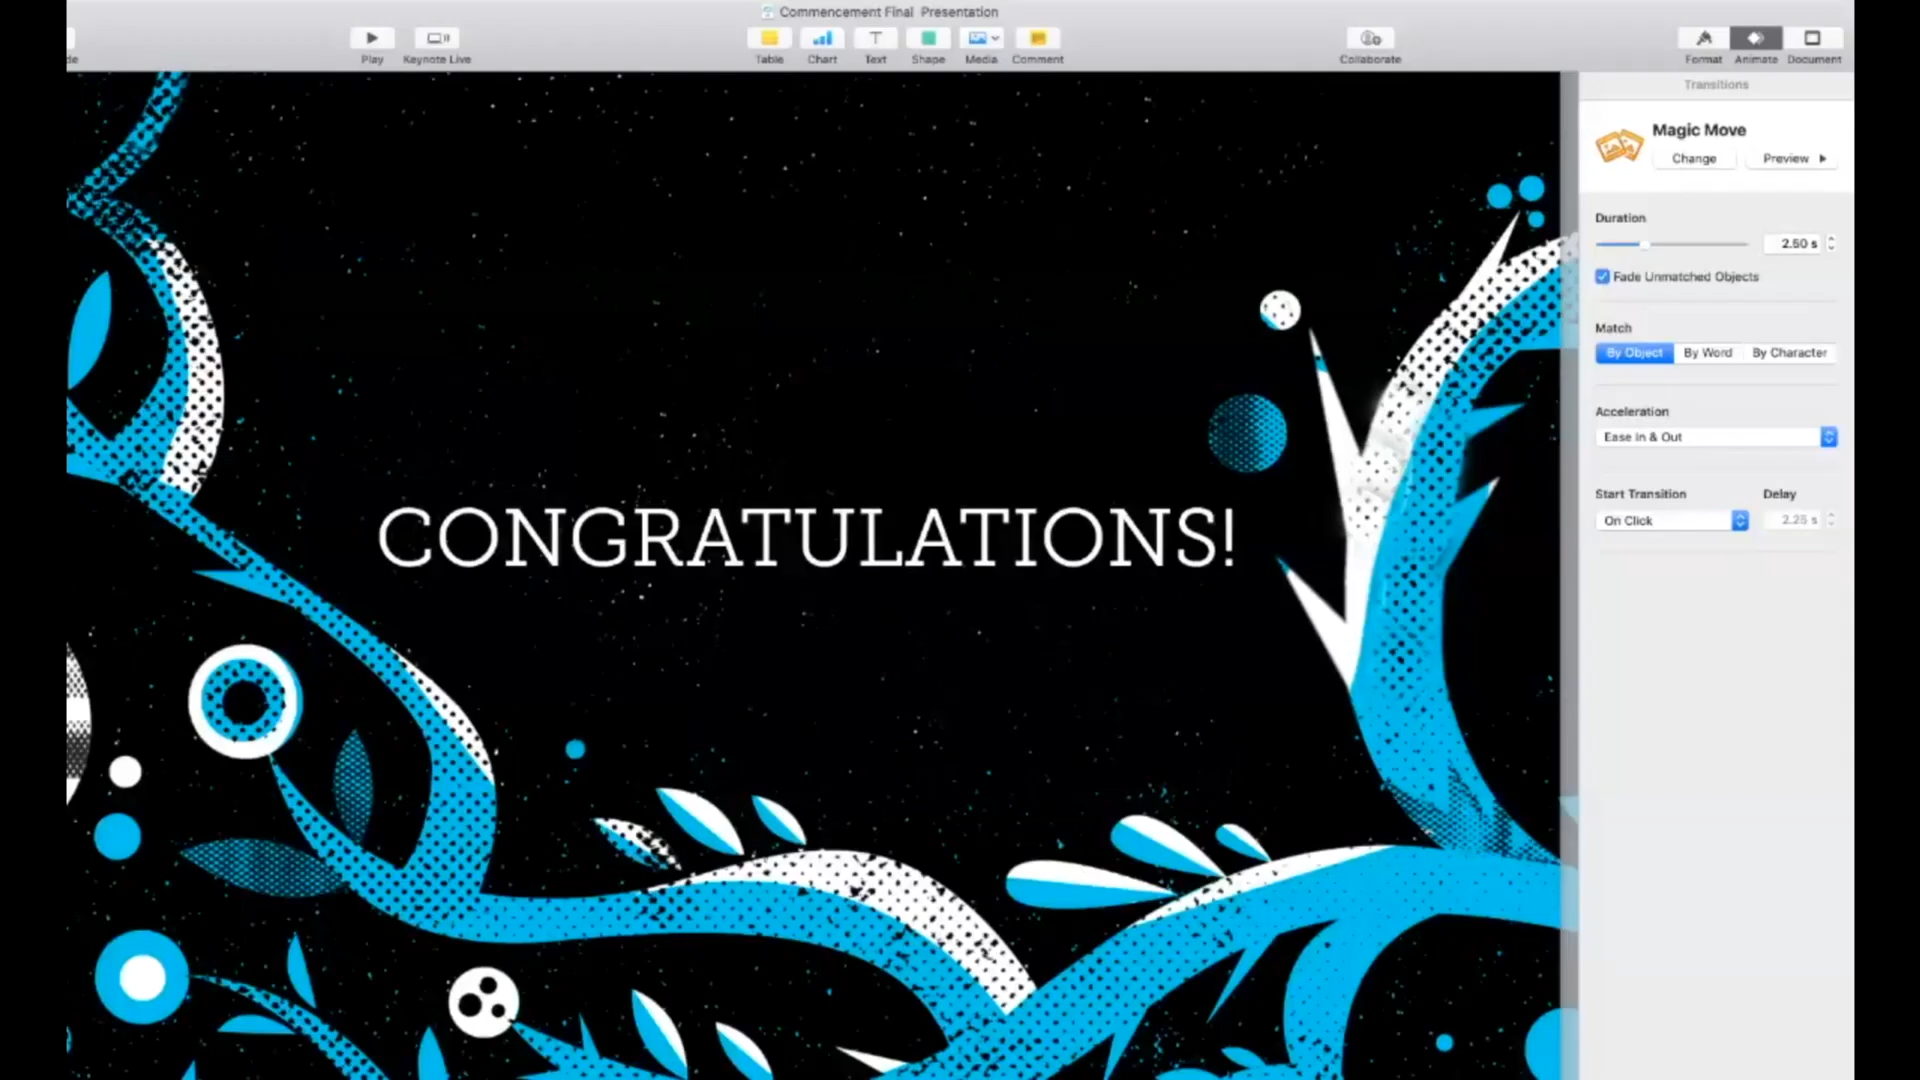 Commencement Final Presentation
de
Play
Keynote Live
Table
Chart
Text
Shape
Media
Comment
Collaborate
Format
Animate
Document
Transitions
Magic Move
Change
Preview
Duration
2.50 s
Fade Unmatched Objects
Match
By Object
By Word
By Character
Acceleration
Ease In & Out
Start Transition
Delay
On Click
2.25 s
CONGRATULATIONS!